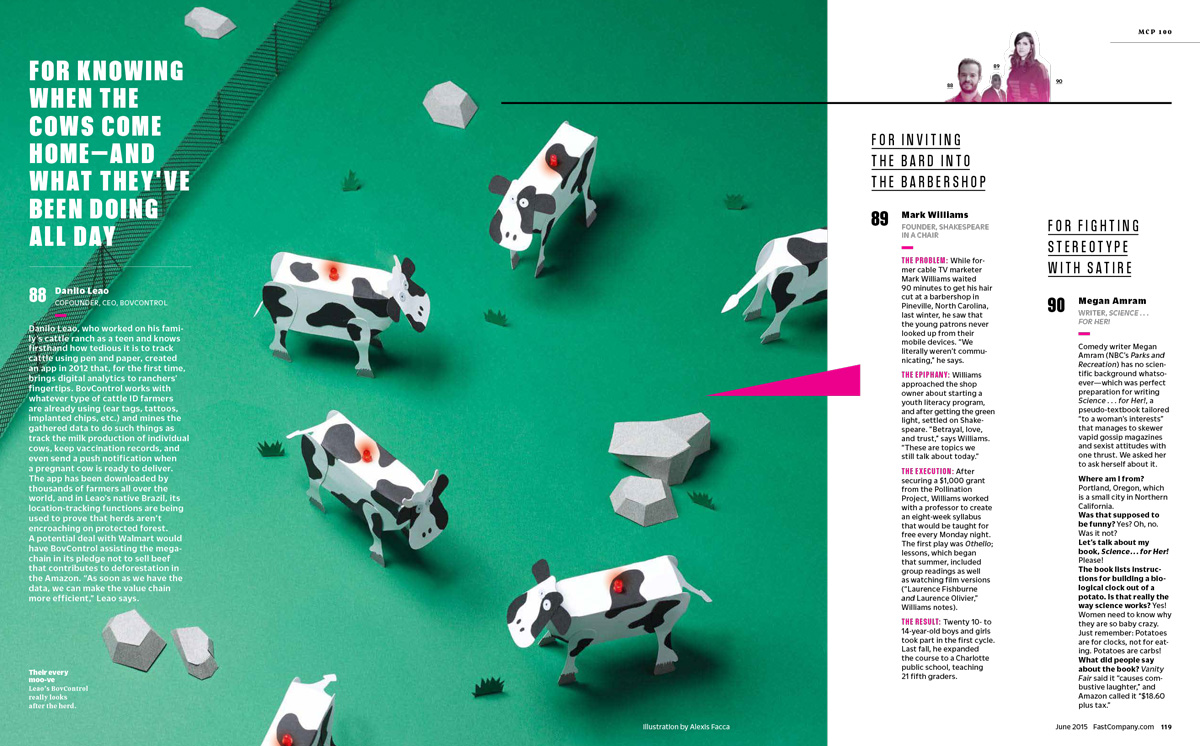 FOR KNOWING
WHEN THE
COWS COME
HOME—AND
WHAT THEY'VE
BEEN DOING
ALL DAY
88
Danilo Leao
COFOUNDER, CEO, BOVCONTROL
Danilo Leao, who worked on his fami-
ly's cattle ranch as a teen and knows
firsthand how tedious it is to track
cattle using pen and paper, created
an app in 2012 that, for the first time,
brings digital analytics to ranchers'
fingertips. BovControl works with
whatever type of cattle ID farmers
are already using (ear tags, tattoos,
implanted chips, etc.) and mines the
gathered data to do such things as
track the milk production of individual
cows, keep vaccination records, and
even send a push notification when
a pregnant cow is ready to deliver.
The app has been downloaded by
thousands of farmers all over the
world, and in Leao's native Brazil, its
location-tracking functions are being
used to prove that herds aren't
encroaching on protected forest.
A potential deal with Walmart would
have BovControl assisting the mega-
chain in its pledge not to sell beef
that contributes to deforestation in
the Amazon. "As soon as we have the
data, we can make the value chain
more efficient," Leao says.
Their every
moo-ve
Leao's BovControl
really looks
after the herd.
Illustration by Alexis Facca
MCP 100
88
89
90
FOR INVITING
THE BARD INTO
THE BARBERSHOP
89
Mark Williams
FOUNDER, SHAKESPEARE
IN A CHAIR
THE PROBLEM: While for-
mer cable TV marketer
Mark Williams waited
90 minutes to get his hair
cut at a barbershop in
Pineville, North Carolina,
last winter, he saw that
the young patrons never
looked up from their
mobile devices. "We
literally weren't commu-
nicating," he says.
THE EPIPHANY: Williams
approached the shop
owner about starting a
youth literacy program,
and after getting the green
light, settled on Shake-
speare. "Betrayal, love,
and trust," says Williams.
"These are topics we
still talk about today."
THE EXECUTION: After
securing a $1,000 grant
from the Pollination
Project, Williams worked
with a professor to create
an eight-week syllabus
that would be taught for
free every Monday night.
The first play was Othello;
lessons, which began
that summer, included
group readings as well
as watching film versions
("Laurence Fishburne
and Laurence Olivier,"
Williams notes).
THE RESULT: Twenty 10- to
14-year-old boys and girls
took part in the first cycle.
Last fall, he expanded
the course to a Charlotte
public school, teaching
21 fifth graders.
FOR FIGHTING
STEREOTYPE
WITH SATIRE
90
Megan Amram
WRITER, SCIENCE . . .
FOR HER!
Comedy writer Megan
Amram (NBC's Parks and
Recreation) has no scien-
tific background whatso-
ever—which was perfect
preparation for writing
Science . . . for Her!, a
pseudo-textbook tailored
"to a woman's interests"
that manages to skewer
vapid gossip magazines
and sexist attitudes with
one thrust. We asked her
to ask herself about it.
Where am I from?
Portland, Oregon, which
is a small city in Northern
California.
Was that supposed to
be funny? Yes? Oh, no.
Was it not?
Let's talk about my
book, Science... for Her!
Please!
The book lists instruc-
tions for building a bio-
logical clock out of a
potato. Is that really the
way science works? Yes!
Women need to know why
they are so baby crazy.
Just remember: Potatoes
are for clocks, not for eat-
ing. Potatoes are carbs!
What did people say
about the book? Vanity
Fair said it "causes com-
bustive laughter," and
Amazon called it "$18.60
plus tax."
June 2015 FastCompany.com 119